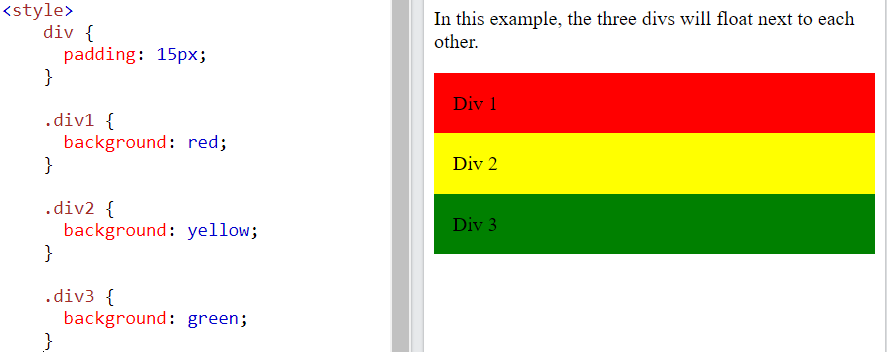 <style>
div {
padding: 15px;
}
.div1 {
background: red;
}
.div2 {
background: yellow;
}
.div3 {
background: green;
}
In this example, the three divs will float next to each
other.
Div 1
Div 2
Div 3